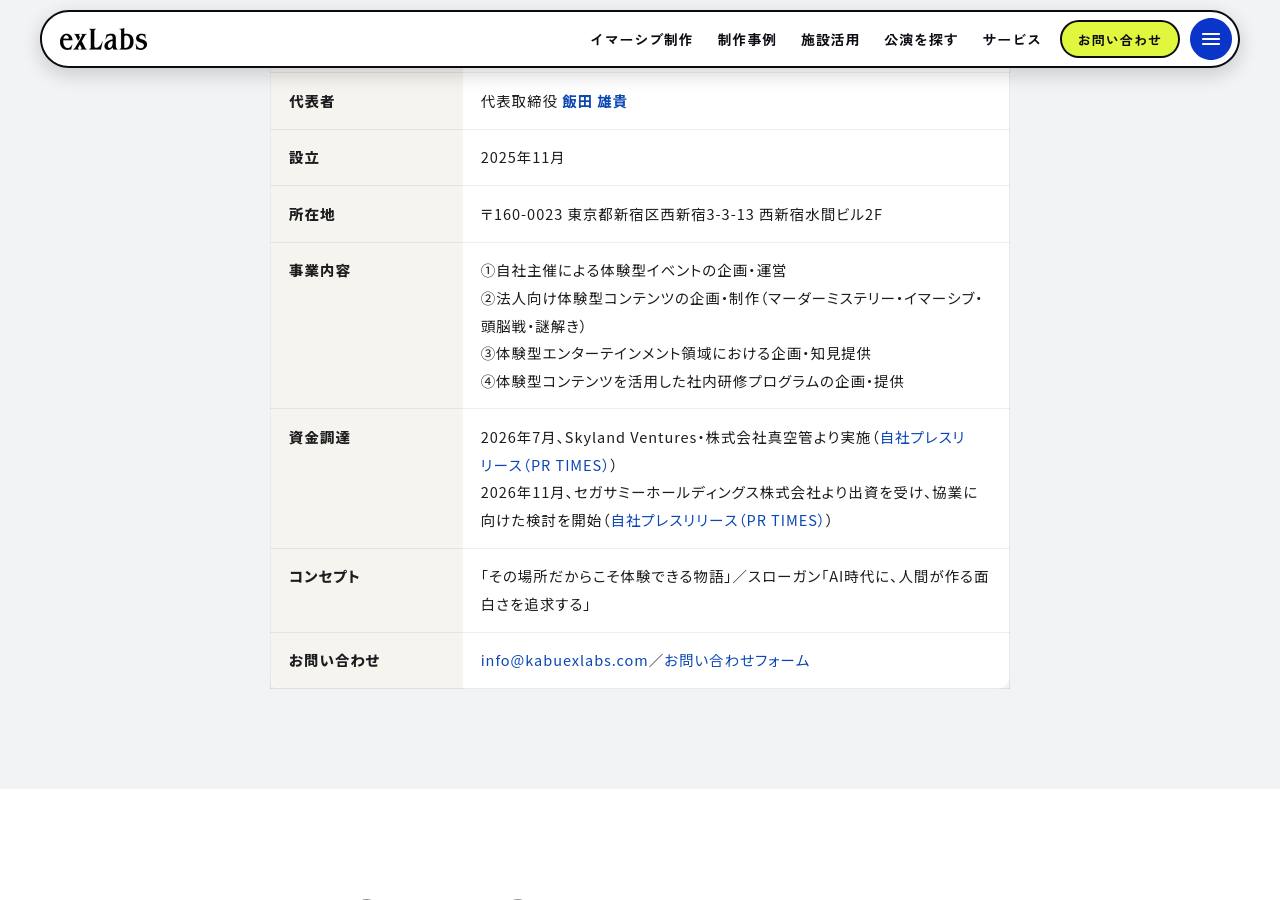 exLabs
イマーシブ制作 制作事例 施設活用 公演を探す サービス お問い合わせ
代表者 代表取締役 飯田 雄貴
設立 2025年11月
所在地 〒160-0023 東京都新宿区西新宿3-3-13 西新宿水間ビル2F
事業内容 ①自社主催による体験型イベントの企画・運営
②法人向け体験型コンテンツの企画・制作（マーダーミステリー・イマーシブ・
頭脳戦・謎解き）
③体験型エンターテインメント領域における企画・知見提供
④体験型コンテンツを活用した社内研修プログラムの企画・提供
資金調達 2026年7月、Skyland Ventures・株式会社真空管より実施（自社プレスリ
リース（PR TIMES））
2026年11月、セガサミーホールディングス株式会社より出資を受け、協業に
向けた検討を開始（自社プレスリリース（PR TIMES））
コンセプト 「その場所だからこそ体験できる物語」／スローガン「AI時代に、人間が作る面
白さを追求する」
お問い合わせ info@kabuexlabs.com／お問い合わせフォーム